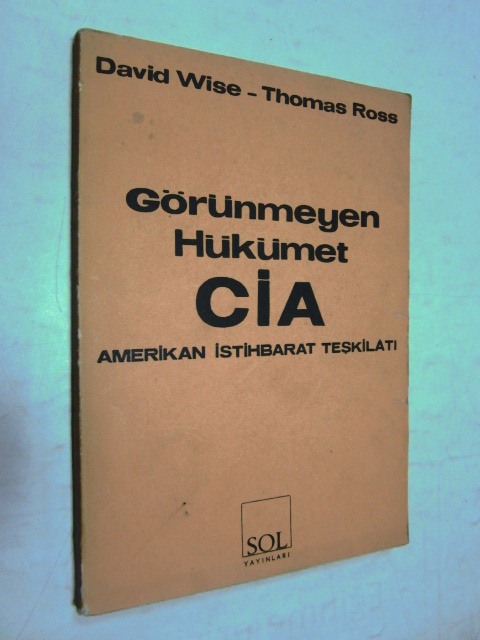 David Wise - Thomas Ross
Görünmeyen
Hükümet
CİA
AMERİKAN İSTİHBARAT TEŞKİLATI
SOL
YAYINLARI